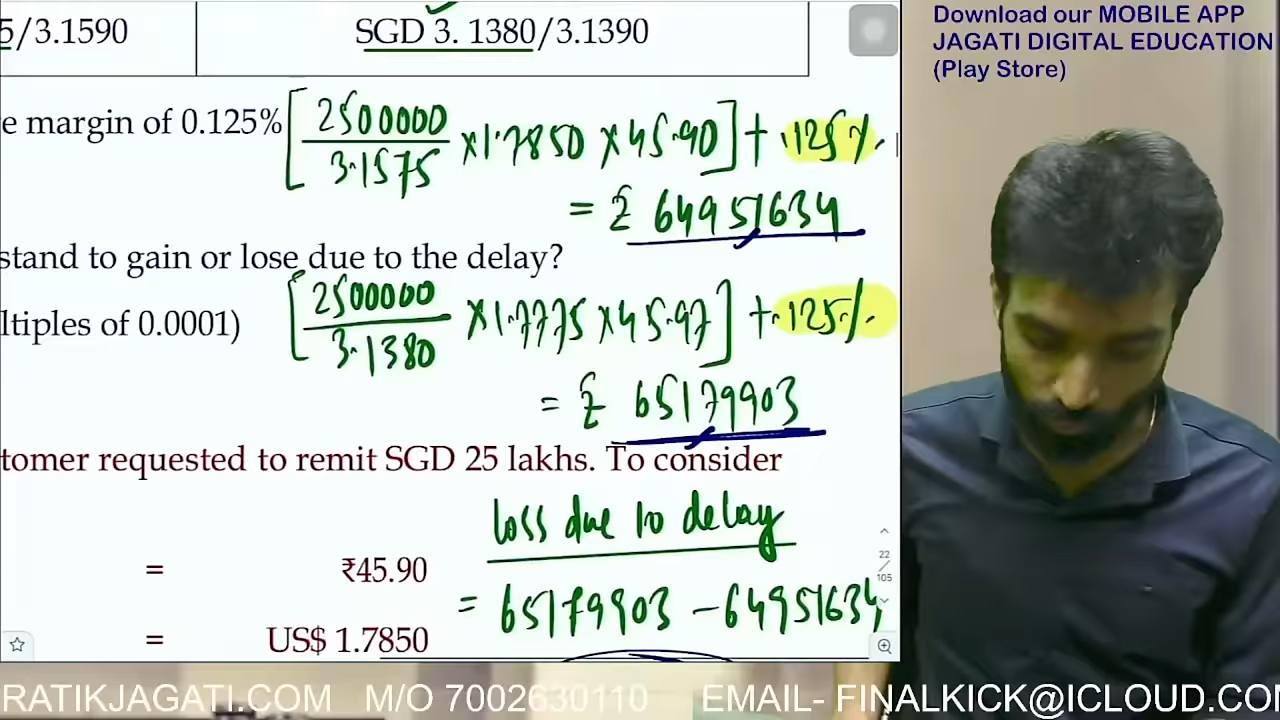 5/3.1590
SGD 3. 1380/3.1390
Download our MOBILE APP
JAGATI DIGITAL EDUCATION
(Play Store)
e margin of 0.125%
[2500000/3.1575 ×1.7850 ×45.90] + .125%.
= ₹ 64951634
stand to gain or lose due to the delay?
ltiples of 0.0001)
[2500000/3.1380 ×1.7775 ×45.97] + .125%.
= ₹ 65179903
tomer requested to remit SGD 25 lakhs. To consider
loss due to delay
= ₹45.90
= 65179903 – 64951634
= US$ 1.7850
22
105
RATIKJAGATI.COM M/O 7002630110 EMAIL- FINALKICK@ICLOUD.CO